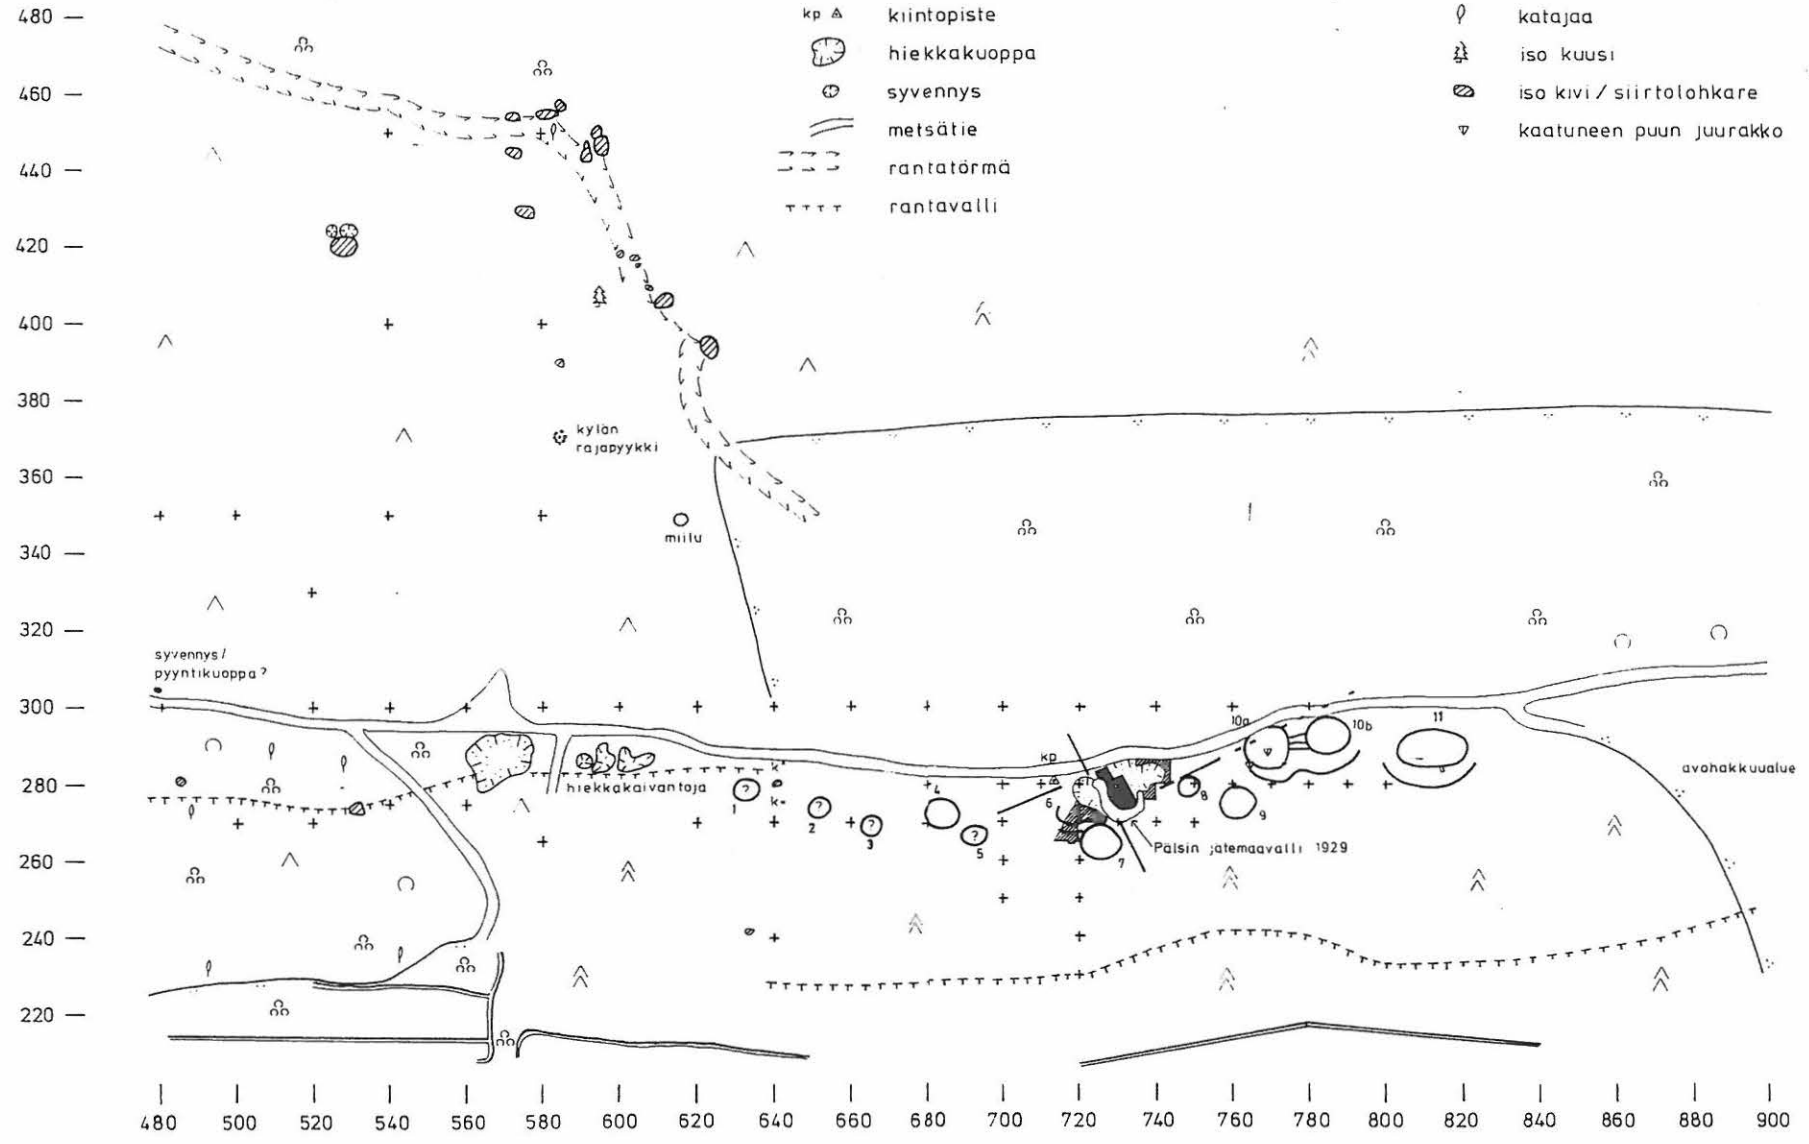 kp kiintopiste
hiekkakuoppa
syvennys
metsätie
rantatörmä
rantavalli
katajaa
iso kuusi
iso kivi / siirtolohkare
kaatuneen puun juurakko
480
460
440
420
400
380
360
340
320
300
280
260
240
220
kylän
rajapyykki
miilu
syvennys/
pyyntikuoppa?
hiekkakaivantoja
k
k
? ? ? ?
1
2
3
4
5
kp
6
7
8
9
10a
10b
11
Pälsin jätemaavalli 1929
avohakkuualue
480 500 520 540 560 580 600 620 640 660 680 700 720 740 760 780 800 820 840 860 880 900